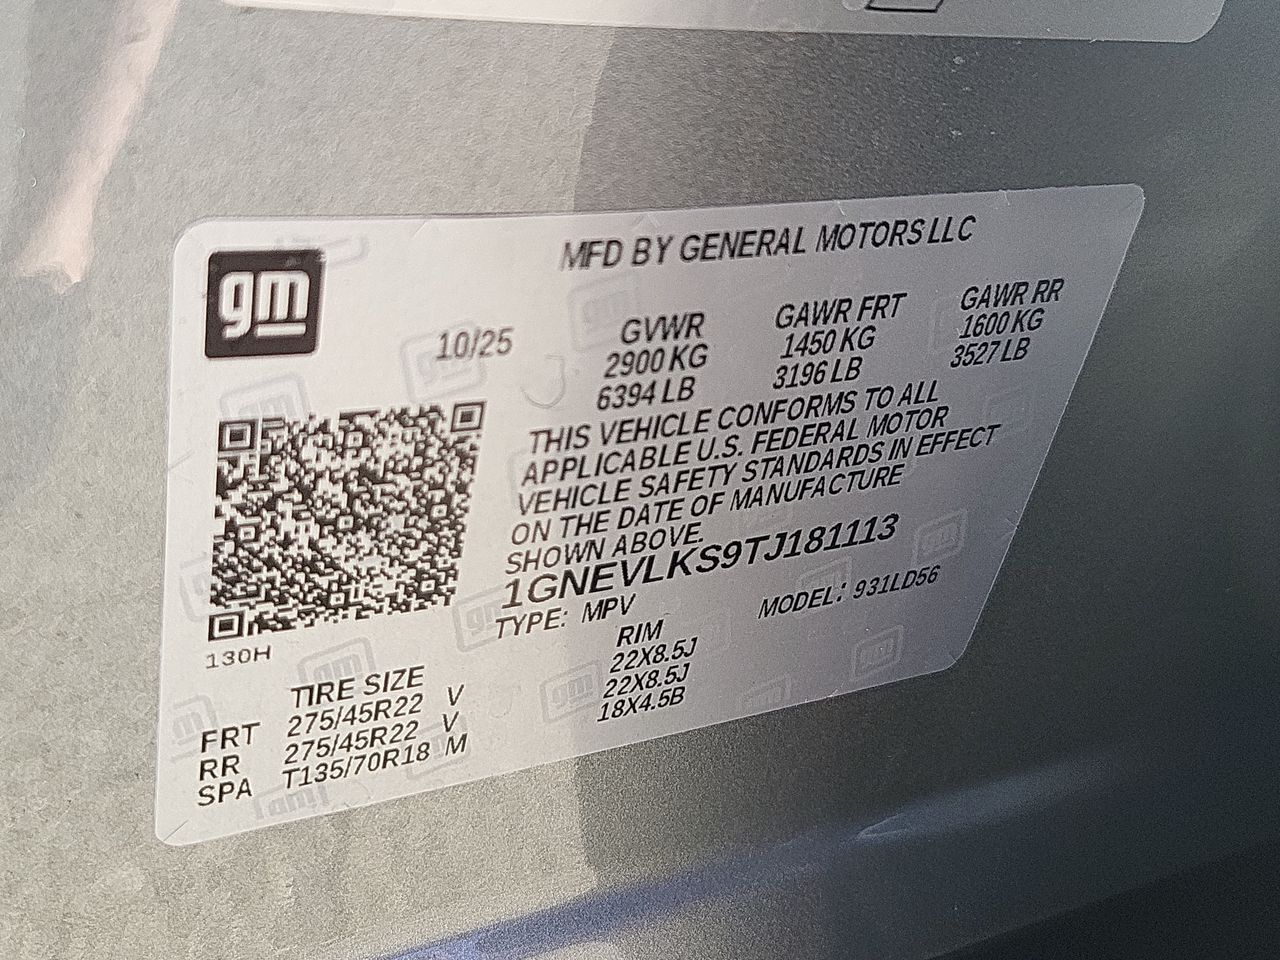 gm
MFD BY GENERAL MOTORS LLC
10/25
GVWR GAWR FRT GAWR RR
2900 KG 1450 KG 1600 KG
6394 LB 3196 LB 3527 LB
THIS VEHICLE CONFORMS TO ALL
APPLICABLE U.S. FEDERAL MOTOR
VEHICLE SAFETY STANDARDS IN EFFECT
ON THE DATE OF MANUFACTURE
SHOWN ABOVE.
1GNEVLKS9TJ181113
TYPE: MPV MODEL: 931LD56
130H
TIRE SIZE RIM
FRT 275/45R22 V 22X8.5J
RR 275/45R22 V 22X8.5J
SPA T135/70R18 M 18X4.5B